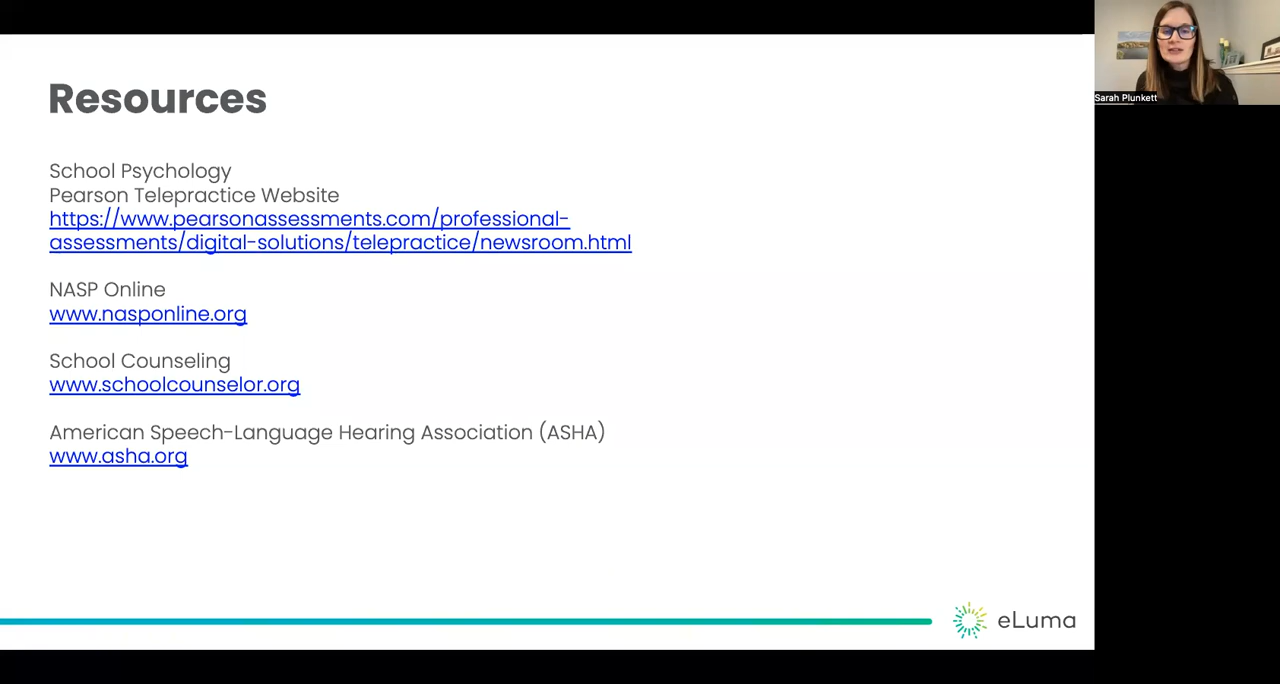 Resources
School Psychology
Pearson Telepractice Website
https://www.pearsonassessments.com/professional-
assessments/digital-solutions/telepractice/newsroom.html
NASP Online
www.nasponline.org
School Counseling
www.schoolcounselor.org
American Speech-Language Hearing Association (ASHA)
www.asha.org
eLuma
Sarah Plunkett